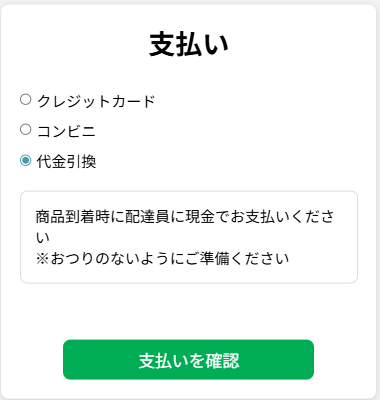 支払い
クレジットカード
コンビニ
代金引換
商品到着時に配達員に現金でお支払いくださ
い
※おつりのないようにご準備ください
支払いを確認